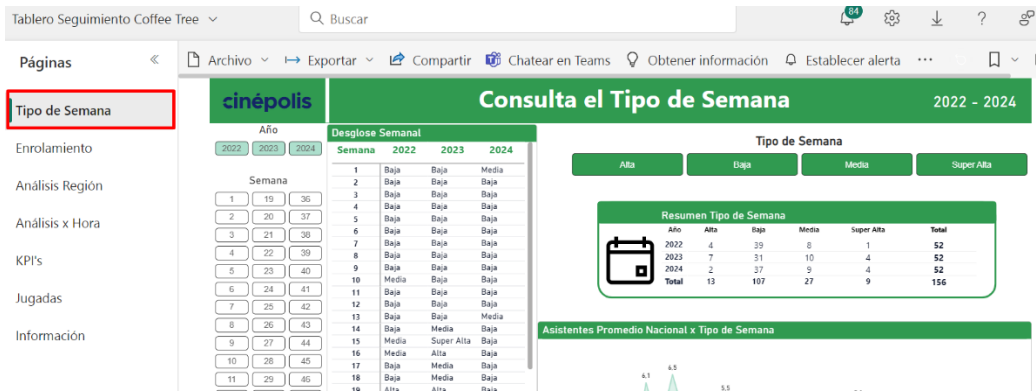 Tablero Seguimiento Coffee Tree
Buscar
84
?
Páginas
Archivo
Exportar
Compartir
Chatear en Teams
Obtener información
Establecer alerta
...
Tipo de Semana
Enrolamiento
Análisis Región
Análisis x Hora
KPI's
Jugadas
Información
cinépolis
Consulta el Tipo de Semana
2022 - 2024
Año
2022 2023 2024
Semana
1 19 36
2 20 37
3 21 38
4 22 39
5 23 40
6 24 41
7 25 42
8 26 43
9 27 44
10 28 45
11 29 46
Desglose Semanal
Semana 2022 2023 2024
1 Baja Baja Media
2 Baja Baja Baja
3 Baja Baja Baja
4 Baja Baja Baja
5 Baja Baja Baja
6 Baja Baja Baja
7 Baja Baja Baja
8 Baja Baja Baja
9 Baja Baja Baja
10 Media Baja Baja
11 Baja Baja Baja
12 Baja Baja Baja
13 Baja Baja Media
14 Baja Media Baja
15 Media Super Alta Baja
16 Media Alta Baja
17 Baja Media Baja
18 Baja Media Baja
19 Alta Alta Baja
Tipo de Semana
Alta Baja Media Super Alta
Resumen Tipo de Semana
Año Alta Baja Media Super Alta Total
2022 4 39 8 1 52
2023 7 31 10 4 52
2024 2 37 9 4 52
Total 13 107 27 9 156
Asistentes Promedio Nacional x Tipo de Semana
6.1 6.5
5.5